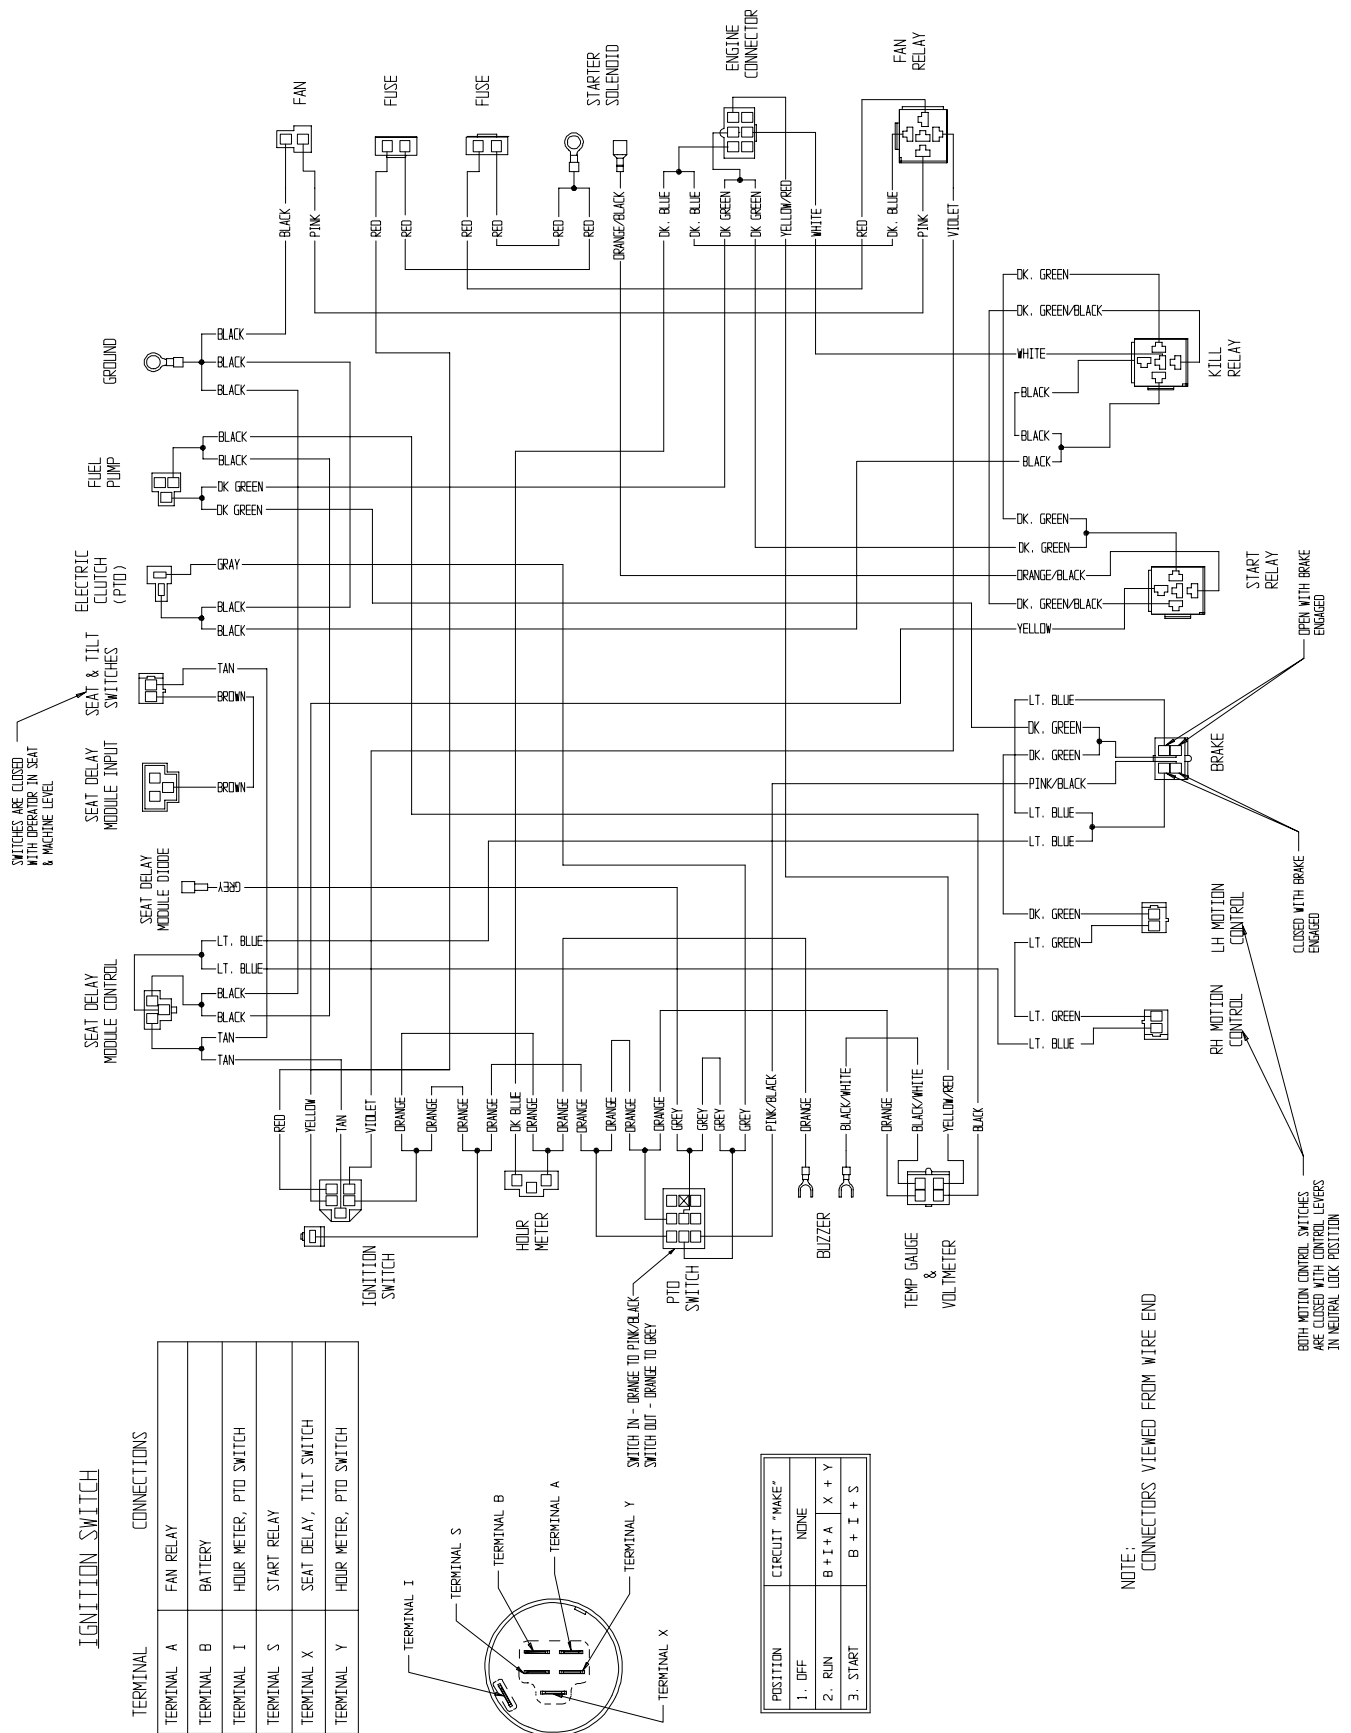 FAN
FUSE
FUSE
STARTER
SOLENOID
ENGINE
CONNECTOR
FAN
RELAY
BLACK
PINK
RED
RED
RED
RED
RED
RED
ORANGE/BLACK
DK. BLUE
DK. BLUE
DK GREEN
DK GREEN
YELLOW/RED
WHITE
RED
DK. BLUE
PINK
VIOLET
GROUND
BLACK
BLACK
BLACK
FUEL
PUMP
BLACK
BLACK
DK GREEN
DK GREEN
ELECTRIC
CLUTCH
(PTO)
GRAY
BLACK
BLACK
SEAT & TILT
SWITCHES
TAN
BROWN
SWITCHES ARE CLOSED
WITH OPERATOR IN SEAT
& MACHINE LEVEL
SEAT DELAY
MODULE INPUT
BROWN
SEAT DELAY
MODULE DIODE
GREY
SEAT DELAY
MODULE CONTROL
LT. BLUE
LT. BLUE
BLACK
BLACK
TAN
TAN
DK. GREEN
DK. GREEN/BLACK
WHITE
BLACK
BLACK
BLACK
KILL
RELAY
DK. GREEN
DK. GREEN
ORANGE/BLACK
DK. GREEN/BLACK
YELLOW
START
RELAY
OPEN WITH BRAKE
ENGAGED
LT. BLUE
DK. GREEN
DK. GREEN
PINK/BLACK
LT. BLUE
LT. BLUE
BRAKE
CLOSED WITH BRAKE
ENGAGED
DK. GREEN
LT. GREEN
LH MOTION
CONTROL
LT. GREEN
LT. BLUE
RH MOTION
CONTROL
BOTH MOTION CONTROL SWITCHES
ARE CLOSED WITH CONTROL LEVERS
IN NEUTRAL LOCK POSITION
RED
YELLOW
TAN
VIOLET
ORANGE
ORANGE
ORANGE
ORANGE
DK BLUE
ORANGE
ORANGE
ORANGE
ORANGE
ORANGE
ORANGE
GREY
GREY
GREY
GREY
PINK/BLACK
ORANGE
BLACK/WHITE
ORANGE
BLACK/WHITE
YELLOW/RED
BLACK
IGNITION
SWITCH
HOUR
METER
PTO
SWITCH
BUZZER
TEMP GAUGE
&
VOLTMETER
SWITCH IN - ORANGE TO PINK/BLACK
SWITCH OUT - ORANGE TO GREY
IGNITION SWITCH
TERMINAL CONNECTIONS
TERMINAL A FAN RELAY
TERMINAL B BATTERY
TERMINAL I HOUR METER, PTO SWITCH
TERMINAL S START RELAY
TERMINAL X SEAT DELAY, TILT SWITCH
TERMINAL Y HOUR METER, PTO SWITCH
TERMINAL I
TERMINAL S
TERMINAL B
TERMINAL A
TERMINAL Y
TERMINAL X
POSITION CIRCUIT "MAKE"
1. OFF NONE
2. RUN B + I + A X + Y
3. START B + I + S
NOTE:
CONNECTORS VIEWED FROM WIRE END